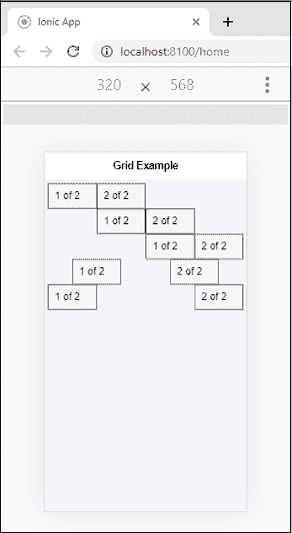 Ionic App
localhost:8100/home
320 × 568
Grid Example
1 of 2 2 of 2
1 of 2 2 of 2
1 of 2 2 of 2
1 of 2 2 of 2
1 of 2 2 of 2